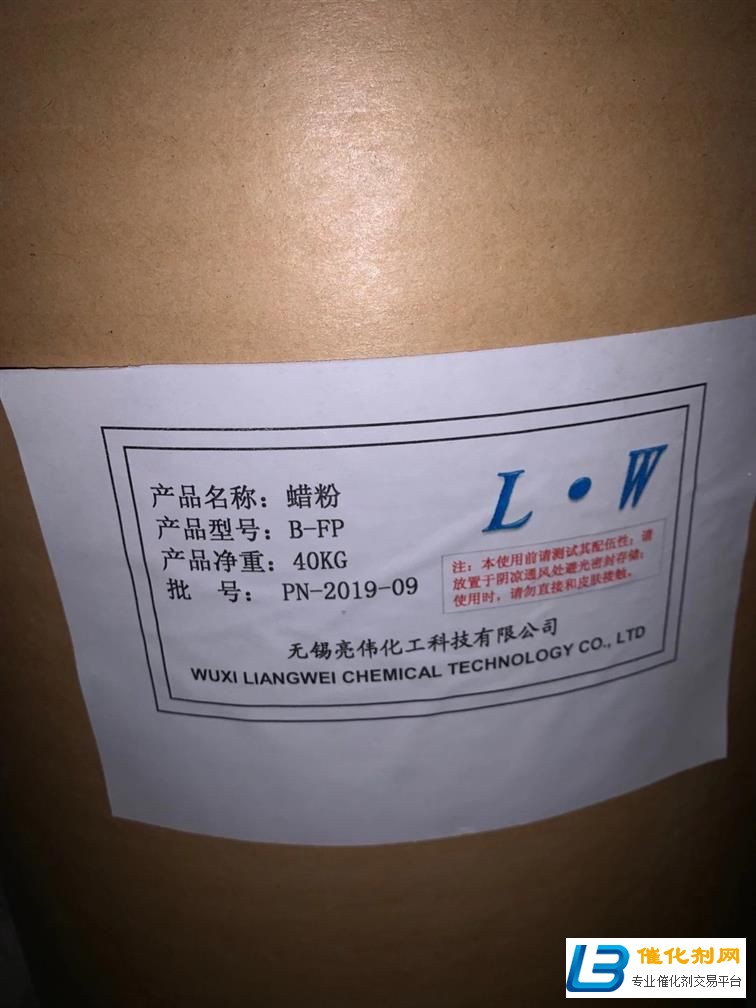 L·W
产品名称：蜡粉
产品型号：B-FP
产品净重：40KG
批　号：PN-2019-09
注：本使用前请测试其配伍性；请
放置于阴凉通风处避光密封存储；
使用时，请勿直接和皮肤接触。
无锡亮伟化工科技有限公司
WUXI LIANGWEI CHEMICAL TECHNOLOGY CO., LTD
催化剂网
专业催化剂交易平台